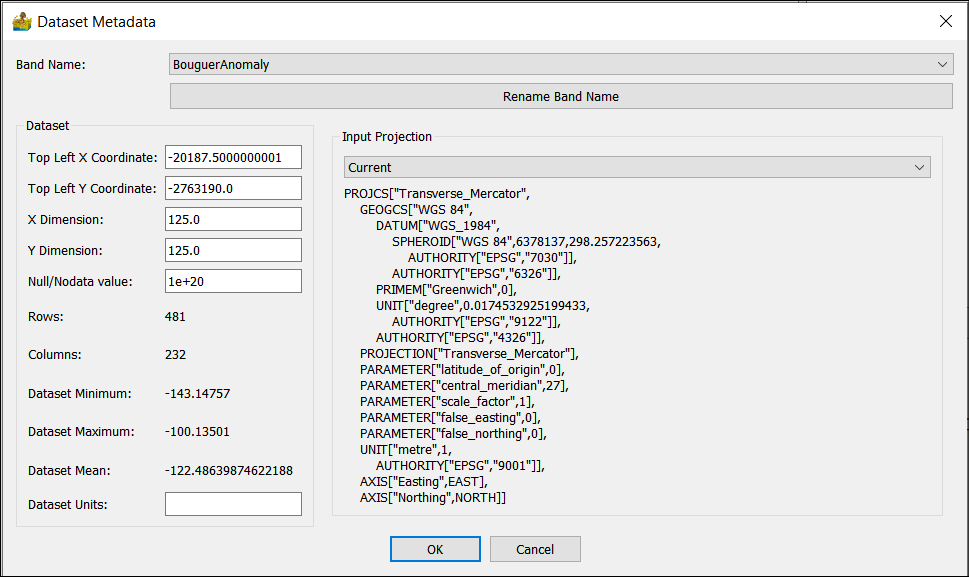 Dataset Metadata
Band Name: BouguerAnomaly
Rename Band Name
Dataset
Top Left X Coordinate: -20187.5000000001
Top Left Y Coordinate: -2763190.0
X Dimension: 125.0
Y Dimension: 125.0
Null/Nodata value: 1e+20
Rows: 481
Columns: 232
Dataset Minimum: -143.14757
Dataset Maximum: -100.13501
Dataset Mean: -122.48639874622188
Dataset Units:
Input Projection
Current
PROJCS["Transverse_Mercator",
GEOGCS["WGS 84",
DATUM["WGS_1984",
SPHEROID["WGS 84",6378137,298.257223563,
AUTHORITY["EPSG","7030"]],
AUTHORITY["EPSG","6326"]],
PRIMEM["Greenwich",0],
UNIT["degree",0.0174532925199433,
AUTHORITY["EPSG","9122"]],
AUTHORITY["EPSG","4326"]],
PROJECTION["Transverse_Mercator"],
PARAMETER["latitude_of_origin",0],
PARAMETER["central_meridian",27],
PARAMETER["scale_factor",1],
PARAMETER["false_easting",0],
PARAMETER["false_northing",0],
UNIT["metre",1,
AUTHORITY["EPSG","9001"]],
AXIS["Easting",EAST],
AXIS["Northing",NORTH]]
OK Cancel